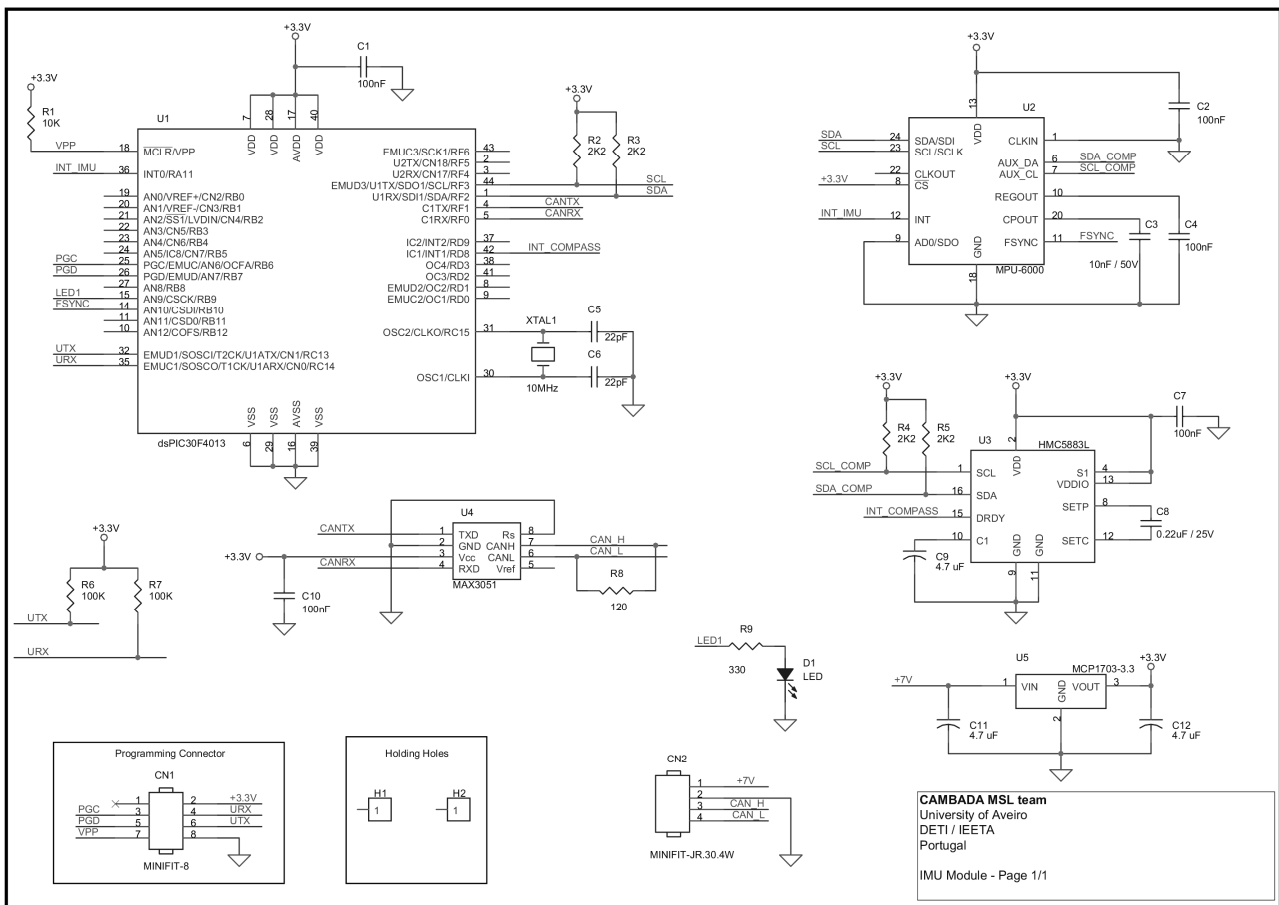 +3.3V
C1
100nF
+3.3V
R1
10K
U1
7
28
17
40
VDD
VDD
AVDD
VDD
VPP 18 MCLR/VPP
INT_IMU 36 INT0/RA11
19 AN0/VREF+/CN2/RB0
20 AN1/VREF-/CN3/RB1
21 AN2/SS1/LVDIN/CN4/RB2
22 AN3/CN5/RB3
23 AN4/CN6/RB4
24 AN5/IC8/CN7/RB5
PGC 25 PGC/EMUC/AN6/OCFA/RB6
PGD 26 PGD/EMUD/AN7/RB7
27 AN8/RB8
LED1 15 AN9/CSCK/RB9
FSYNC 14 AN10/CSDI/RB10
11 AN11/CSDO/RB11
10 AN12/COFS/RB12
UTX 32 EMUD1/SOSCI/T2CK/U1ATX/CN1/RC13
URX 35 EMUC1/SOSCO/T1CK/U1ARX/CN0/RC14
EMUC3/SCK1/RF6 43
U2TX/CN18/RF5 2
U2RX/CN17/RF4 3
EMUD3/U1TX/SDO1/SCL/RF3 44 SCL
U1RX/SDI1/SDA/RF2 1 SDA
C1TX/RF1 4 CANTX
C1RX/RF0 5 CANRX
IC2/INT2/RD9 37
IC1/INT1/RD8 42 INT_COMPASS
OC4/RD3 38
OC3/RD2 41
EMUD2/OC2/RD1 8
EMUC2/OC1/RD0 9
OSC2/CLKO/RC15 31
OSC1/CLKI 30
VSS
VSS
AVSS
VSS
6
29
16
39
dsPIC30F4013
+3.3V
R2
2K2
R3
2K2
XTAL1
10MHz
C5
22pF
C6
22pF
+3.3V
13
VDD
U2
C2
100nF
SDA 24 SDA/SDI
SCL 23 SCL/SCLK
22 CLKOUT
+3.3V 8 CS
INT_IMU 12 INT
9 AD0/SDO
CLKIN 1
AUX_DA 6 SDA_COMP
AUX_CL 7 SCL_COMP
REGOUT 10
CPOUT 20
FSYNC 11 FSYNC
GND
18
MPU-6000
C3
10nF / 50V
C4
100nF
+3.3V
+3.3V
R4
2K2
R5
2K2
U3
2
VDD
HMC5883L
C7
100nF
SCL_COMP 1 SCL
SDA_COMP 16 SDA
INT_COMPASS 15 DRDY
10 C1
S1 4
VDDIO 13
SETP 8
SETC 12
GND
GND
9
11
C8
0.22uF / 25V
C9
4.7 uF
+3.3V
R6
100K
R7
100K
UTX
URX
U4
CANTX 1 TXD
2 GND
+3.3V 3 Vcc
CANRX 4 RXD
Rs 8
CANH 7 CAN_H
CANL 6 CAN_L
Vref 5
MAX3051
C10
100nF
R8
120
LED1
R9
330
D1
LED
U5
MCP1703-3.3
+3.3V
+7V 1 VIN
GND
VOUT 3
2
C11
4.7 uF
C12
4.7 uF
Programming Connector
CN1
1 2 +3.3V
PGC 3 4 URX
PGD 5 6 UTX
VPP 7 8
MINIFIT-8
Holding Holes
H1
1
H2
1
CN2
1 +7V
2
3 CAN_H
4 CAN_L
MINIFIT-JR.30.4W
CAMBADA MSL team
University of Aveiro
DETI / IEETA
Portugal
IMU Module - Page 1/1